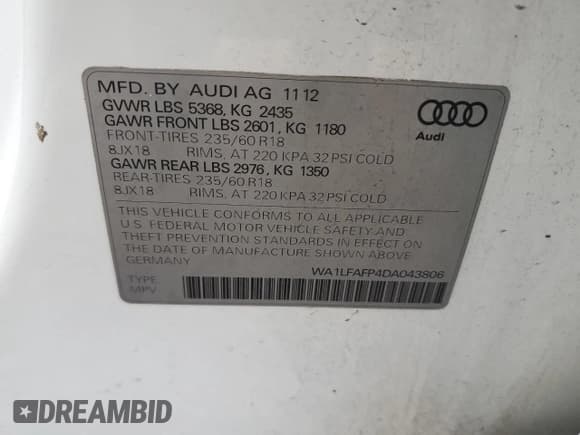 MFD. BY AUDI AG 11 12
GVWR LBS 5368, KG 2435
GAWR FRONT LBS 2601, KG 1180
FRONT-TIRES 235/60 R18
8JX18 RIMS, AT 220 KPA 32 PSI COLD
GAWR REAR LBS 2976, KG 1350
REAR-TIRES 235/60 R18
8JX18 RIMS, AT 220 KPA 32 PSI COLD
THIS VEHICLE CONFORMS TO ALL APPLICABLE
U.S. FEDERAL MOTOR VEHICLE SAFETY AND
THEFT PREVENTION STANDARDS IN EFFECT ON
THE DATE OF MANUFACTURE SHOWN ABOVE
GERMANY
Audi
WA1LFAFP4DA043806
TYPE
MPV
DREAMBID